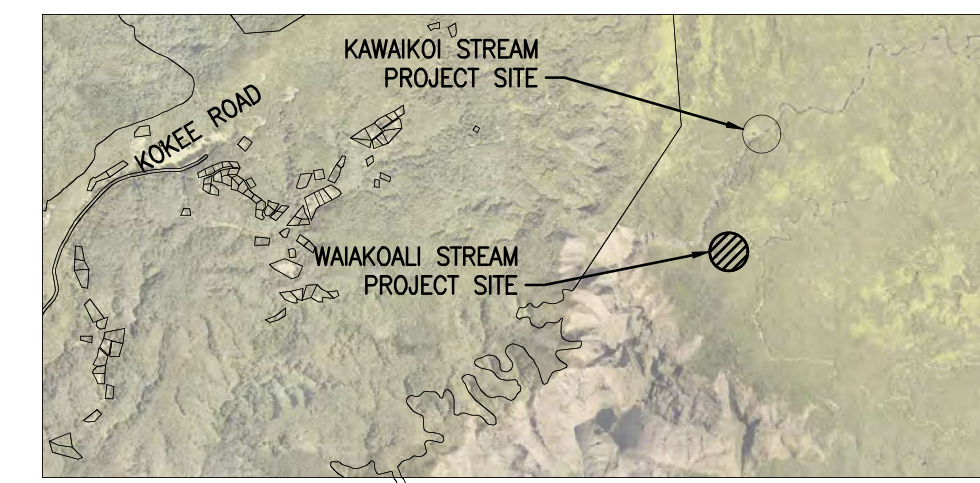 KAWAIKOI STREAM
PROJECT SITE
KOKEE ROAD
WAIAKOALI STREAM
PROJECT SITE